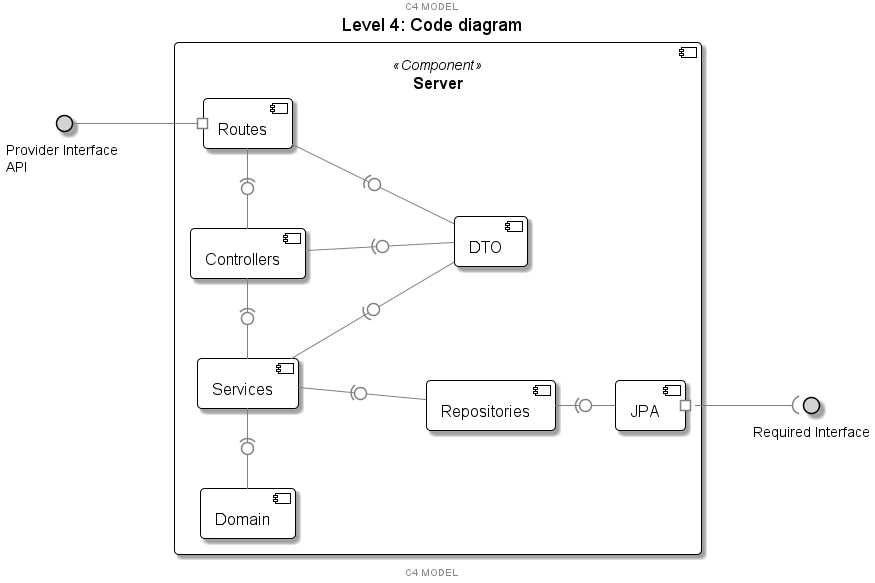 C4 MODEL
Level 4: Code diagram
«Component»
Server
Routes
Provider Interface
API
Controllers
DTO
Services
Repositories
JPA
Required Interface
Domain
C4 MODEL